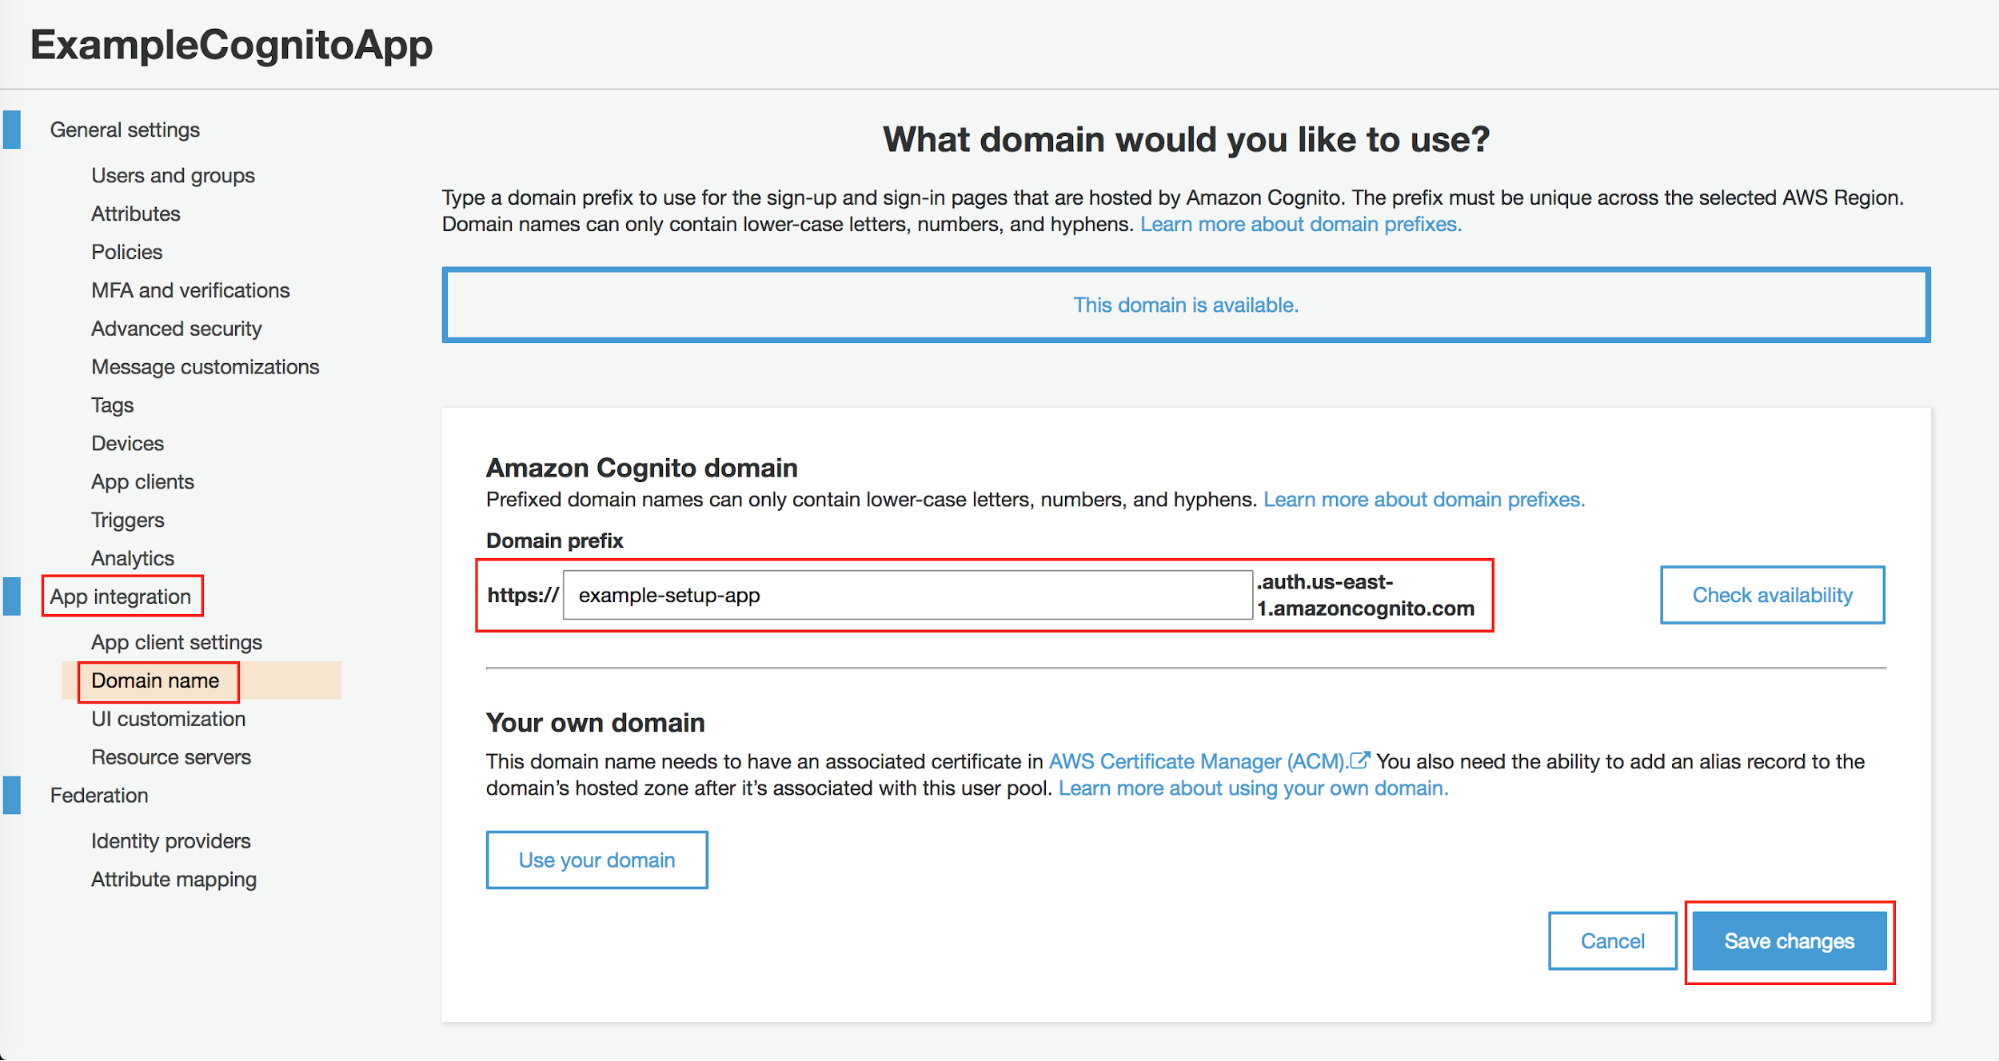 ExampleCognitoApp
General settings
Users and groups
Attributes
Policies
MFA and verifications
Advanced security
Message customizations
Tags
Devices
App clients
Triggers
Analytics
App integration
App client settings
Domain name
UI customization
Resource servers
Federation
Identity providers
Attribute mapping
What domain would you like to use?
Type a domain prefix to use for the sign-up and sign-in pages that are hosted by Amazon Cognito. The prefix must be unique across the selected AWS Region.
Domain names can only contain lower-case letters, numbers, and hyphens. Learn more about domain prefixes.
This domain is available.
Amazon Cognito domain
Prefixed domain names can only contain lower-case letters, numbers, and hyphens. Learn more about domain prefixes.
Domain prefix
https:// example-setup-app .auth.us-east-
1.amazoncognito.com
Check availability
Your own domain
This domain name needs to have an associated certificate in AWS Certificate Manager (ACM). You also need the ability to add an alias record to the
domain's hosted zone after it's associated with this user pool. Learn more about using your own domain.
Use your domain
Cancel
Save changes